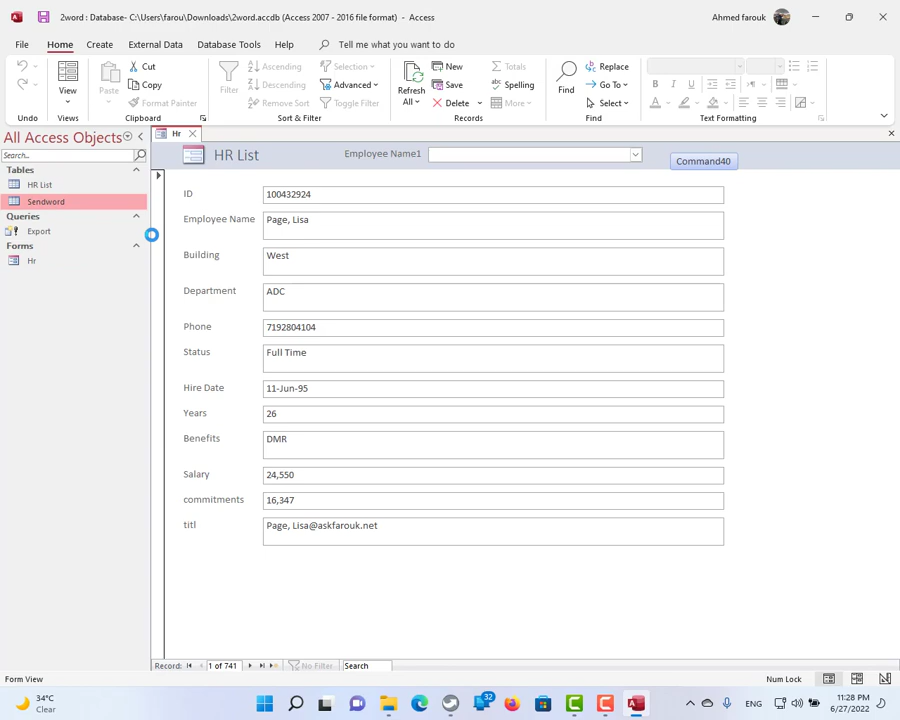 2word : Database- C:\Users\farou\Downloads\2word.accdb (Access 2007 - 2016 file format) - Access
Ahmed farouk
File Home Create External Data Database Tools Help Tell me what you want to do
Undo
View
Views
Paste
Cut
Copy
Format Painter
Clipboard
Filter
Ascending
Descending
Remove Sort
Selection
Advanced
Toggle Filter
Sort & Filter
Refresh All
New
Save
Delete
Totals
Spelling
More
Records
Find
Replace
Go To
Select
Find
B I U
A
Text Formatting
All Access Objects
Search...
Tables
HR List
Sendword
Queries
Export
Forms
Hr
Hr
HR List
Employee Name1
Command40
ID 100432924
Employee Name Page, Lisa
Building West
Department ADC
Phone 7192804104
Status Full Time
Hire Date 11-Jun-95
Years 26
Benefits DMR
Salary 24,550
commitments 16,347
titl Page, Lisa@askfarouk.net
Record: 1 of 741 No Filter Search
Form View
Num Lock
34°C
Clear
32
ENG
11:28 PM
6/27/2022